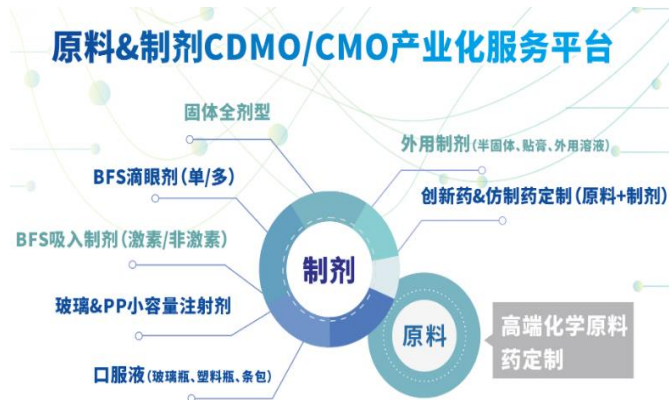 原料&制剂CDMO/CMO产业化服务平台
固体全剂型
外用制剂(半固体、贴膏、外用溶液)
BFS滴眼剂(单/多)
创新药&仿制药定制(原料+制剂)
BFS吸入制剂(激素/非激素)
制剂
玻璃&PP小容量注射剂
原料
高端化学原料
药定制
口服液(玻璃瓶、塑料瓶、条包)